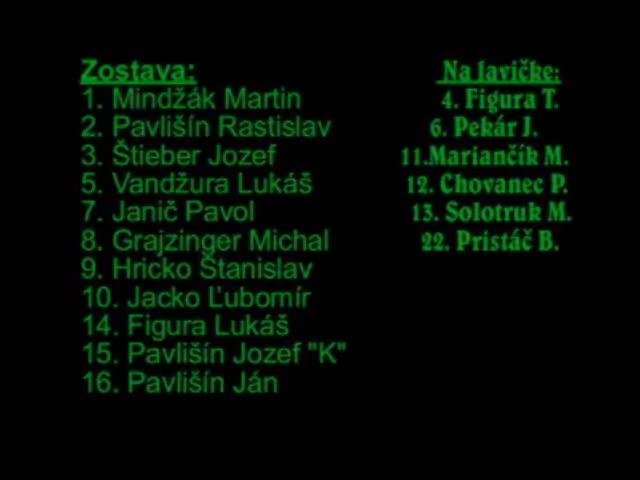 Zostava:
1. Mindžák Martin
2. Pavlišín Rastislav
3. Štieber Jozef
5. Vandžura Lukáš
7. Janič Pavol
8. Grajzinger Michal
9. Hricko Štanislav
10. Jacko Ľubomír
14. Figura Lukáš
15. Pavlišín Jozef "K"
16. Pavlišín Ján
Na lavičke:
4. Figura T.
6. Pekár J.
11.Mariančík M.
12. Chovanec P.
13. Solotruk M.
22. Pristáč B.